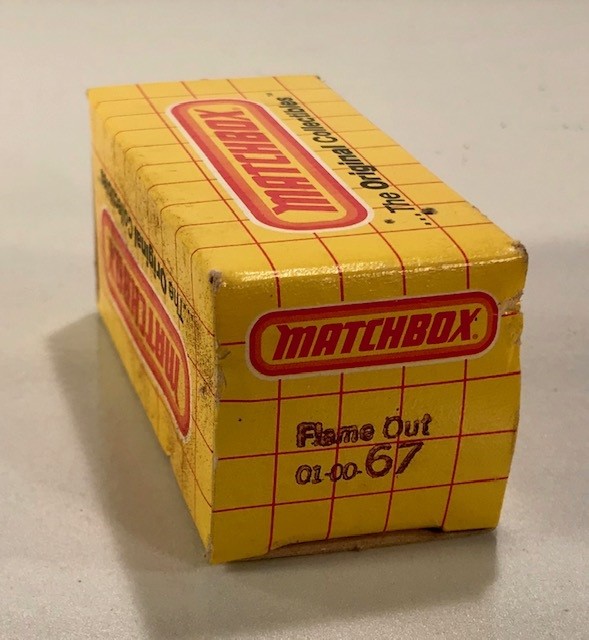 MATCHBOX
"...The Original Collectibles"
MATCHBOX
...The Original Collectibles
MATCHBOX®
Flame Out
01-00-67